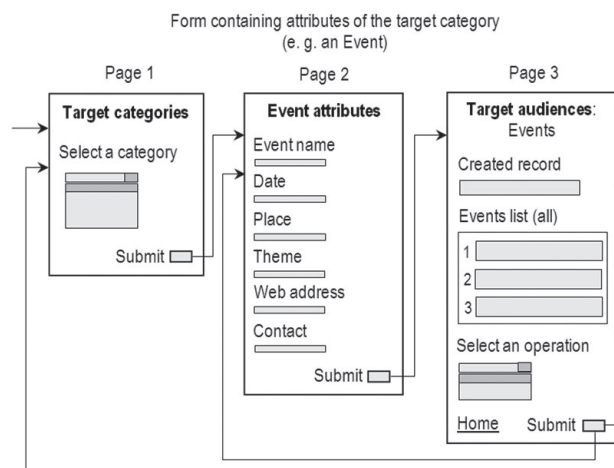 Form containing attributes of the target category
(e. g. an Event)
Page 1
Target categories
Select a category
Submit
Page 2
Event attributes
Event name
Date
Place
Theme
Web address
Contact
Submit
Page 3
Target audiences:
Events
Created record
Events list (all)
1
2
3
Select an operation
Home Submit